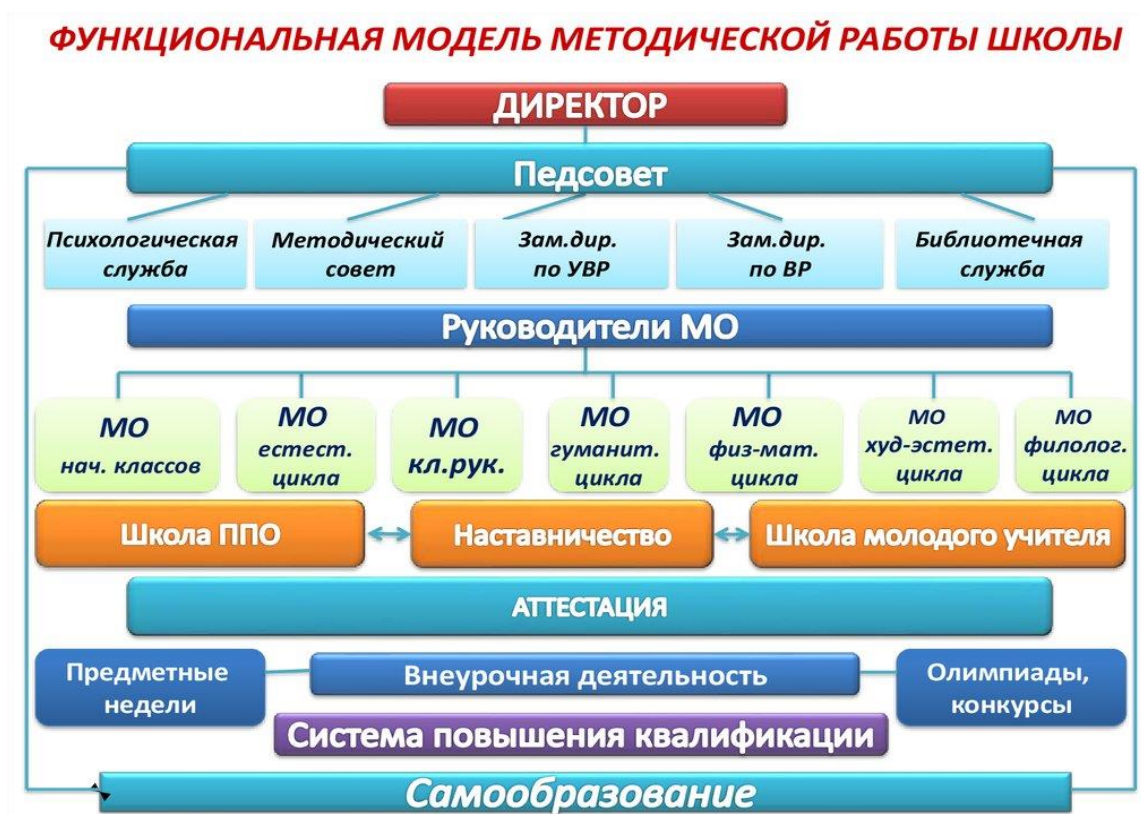 ФУНКЦИОНАЛЬНАЯ МОДЕЛЬ МЕТОДИЧЕСКОЙ РАБОТЫ ШКОЛЫ
ДИРЕКТОР
Педсовет
Психологическая
служба
Методический
совет
Зам.дир.
по УВР
Зам.дир.
по ВР
Библиотечная
служба
Руководители МО
МО
нач. классов
МО
естест.
цикла
МО
кл.рук.
МО
гуманит.
цикла
МО
физ-мат.
цикла
МО
худ-эстет.
цикла
МО
филолог.
цикла
Школа ППО
Наставничество
Школа молодого учителя
АТТЕСТАЦИЯ
Предметные
недели
Внеурочная деятельность
Олимпиады,
конкурсы
Система повышения квалификации
Самообразование